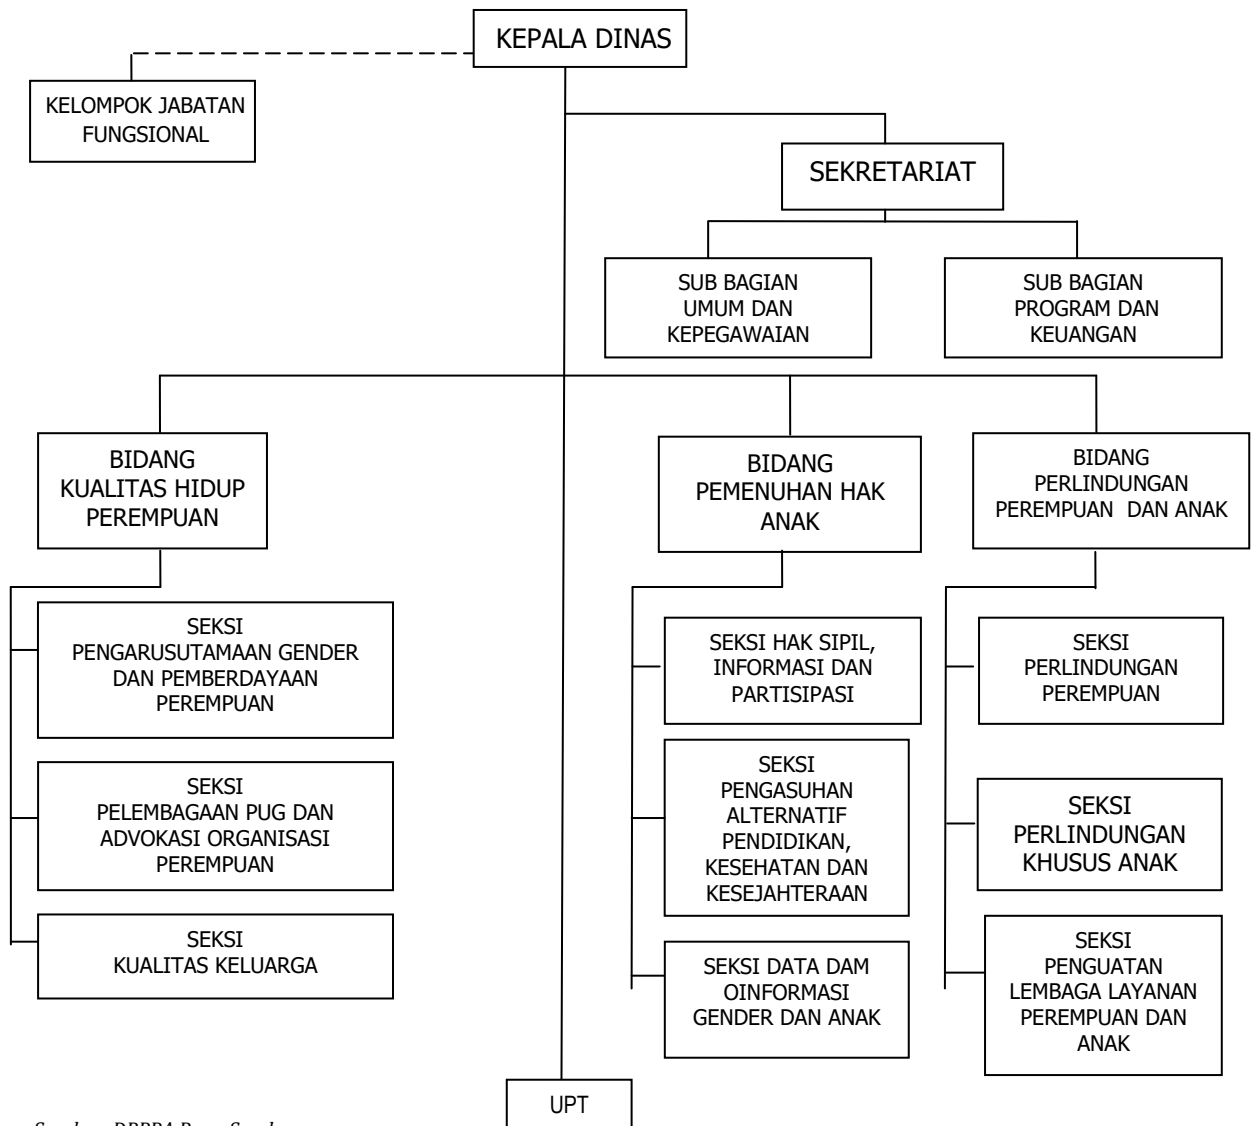 KEPALA DINAS
KELOMPOK JABATAN
FUNGSIONAL
SEKRETARIAT
SUB BAGIAN
UMUM DAN
KEPEGAWAIAN
SUB BAGIAN
PROGRAM DAN
KEUANGAN
BIDANG
KUALITAS HIDUP
PEREMPUAN
BIDANG
PEMENUHAN HAK
ANAK
BIDANG
PERLINDUNGAN
PEREMPUAN DAN ANAK
SEKSI
PENGARUSUTAMAAN GENDER
DAN PEMBERDAYAAN
PEREMPUAN
SEKSI
PELEMBAGAAN PUG DAN
ADVOKASI ORGANISASI
PEREMPUAN
SEKSI
KUALITAS KELUARGA
SEKSI HAK SIPIL,
INFORMASI DAN
PARTISIPASI
SEKSI
PENGASUHAN
ALTERNATIF
PENDIDIKAN,
KESEHATAN DAN
KESEJAHTERAAN
SEKSI DATA DAM
OINFORMASI
GENDER DAN ANAK
SEKSI
PERLINDUNGAN
PEREMPUAN
SEKSI
PERLINDUNGAN
KHUSUS ANAK
SEKSI
PENGUATAN
LEMBAGA LAYANAN
PEREMPUAN DAN
ANAK
UPT